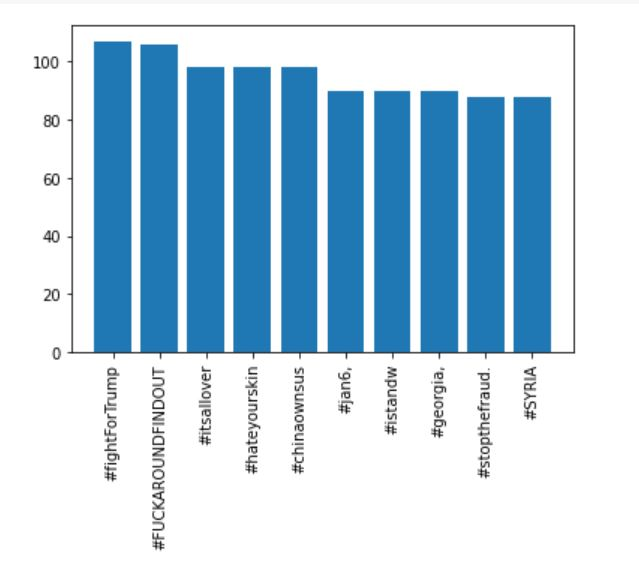 100
80
60
40
20
0
#fightForTrump
#FUCKAROUNDFINDOUT
#itsallover
#hateyourskin
#chinaownsus
#jan6,
#istandw
#georgia,
#stopthefraud.
#SYRIA